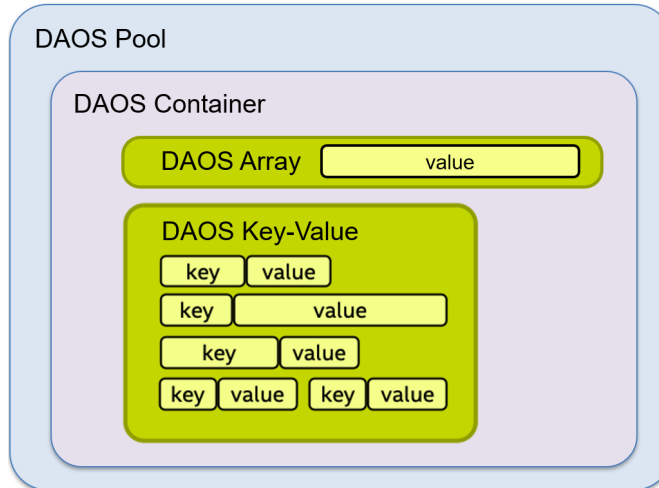 DAOS Pool
DAOS Container
DAOS Array value
DAOS Key-Value
key value
key value
key value
key value key value